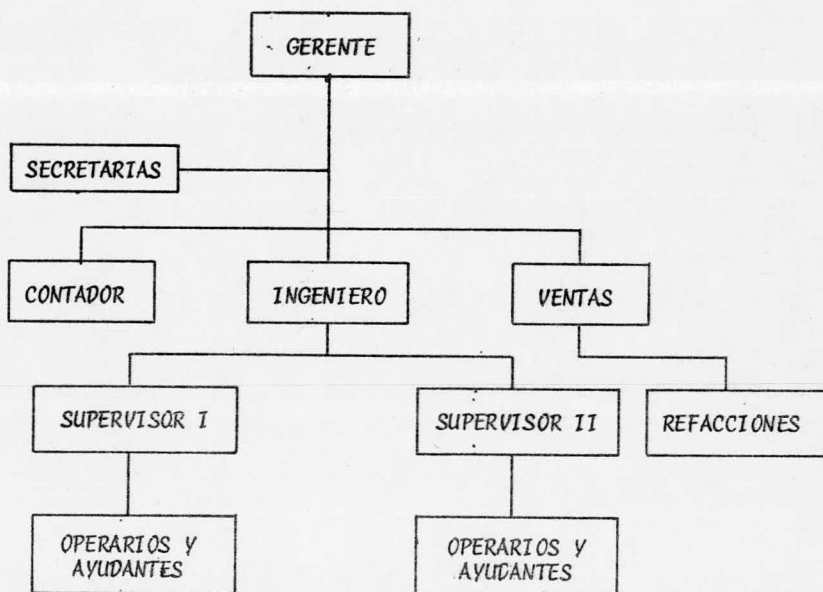 GERENTE
SECRETARIAS
CONTADOR
INGENIERO
VENTAS
SUPERVISOR I
SUPERVISOR II
REFACCIONES
OPERARIOS Y
AYUDANTES
OPERARIOS Y
AYUDANTES